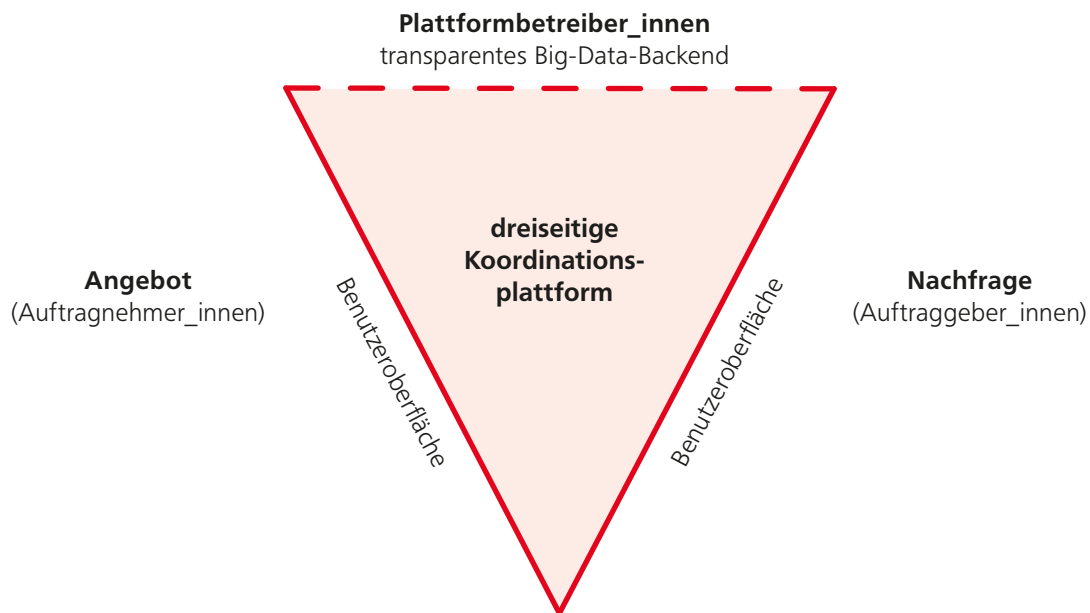 Plattformbetreiber_innen
transparentes Big-Data-Backend
dreiseitige
Koordinations-
plattform
Angebot
(Auftragnehmer_innen)
Benutzeroberfläche
Benutzeroberfläche
Nachfrage
(Auftraggeber_innen)